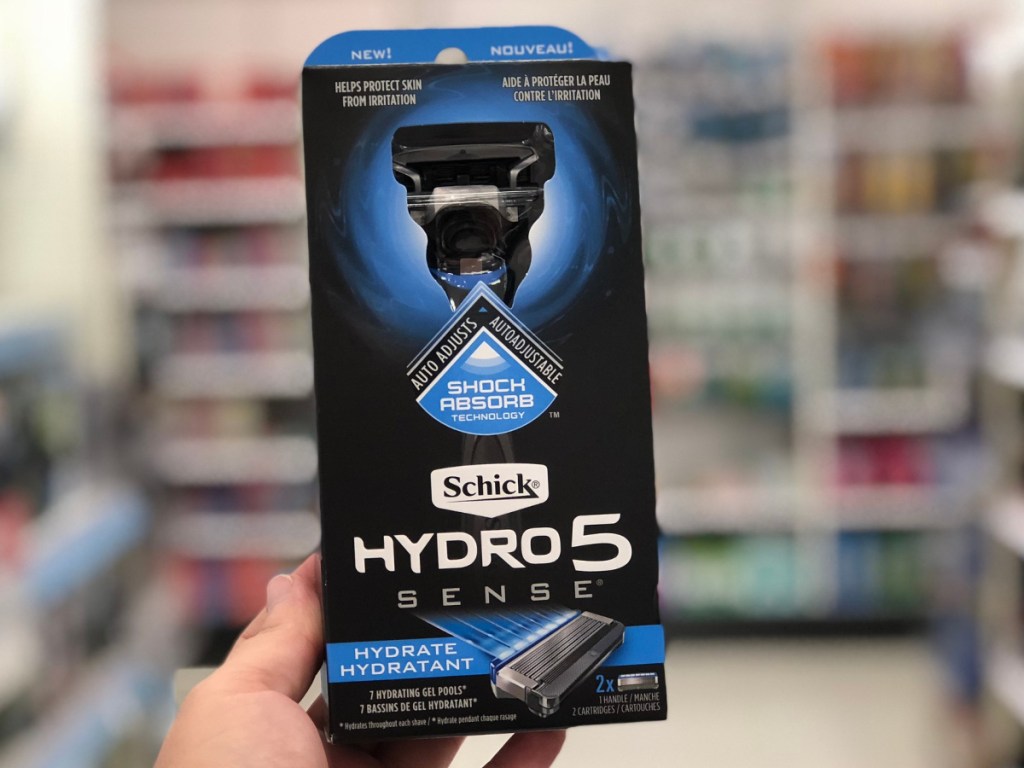 NEW! NOUVEAU!
HELPS PROTECT SKIN
FROM IRRITATION
AIDE À PROTÉGER LA PEAU
CONTRE L'IRRITATION
AUTO ADJUSTS AUTOADJUSTABLE
SHOCK
ABSORB
TECHNOLOGY
TM
Schick®
HYDRO 5
SENSE®
HYDRATE
HYDRATANT
7 HYDRATING GEL POOLS*
7 BASSINS DE GEL HYDRATANT*
* Hydrates throughout each shave / * Hydrate pendant chaque rasage
2x
1 HANDLE / MANCHE
2 CARTRIDGES / CARTOUCHES